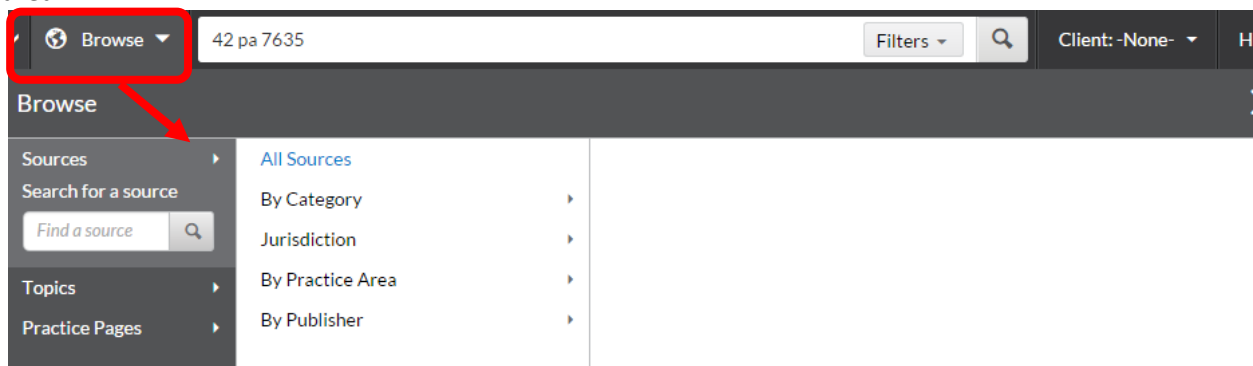 Browse 42 pa 7635 Filters Client: -None- H
Browse
Sources
Search for a source
Find a source
Topics
Practice Pages
All Sources
By Category
Jurisdiction
By Practice Area
By Publisher